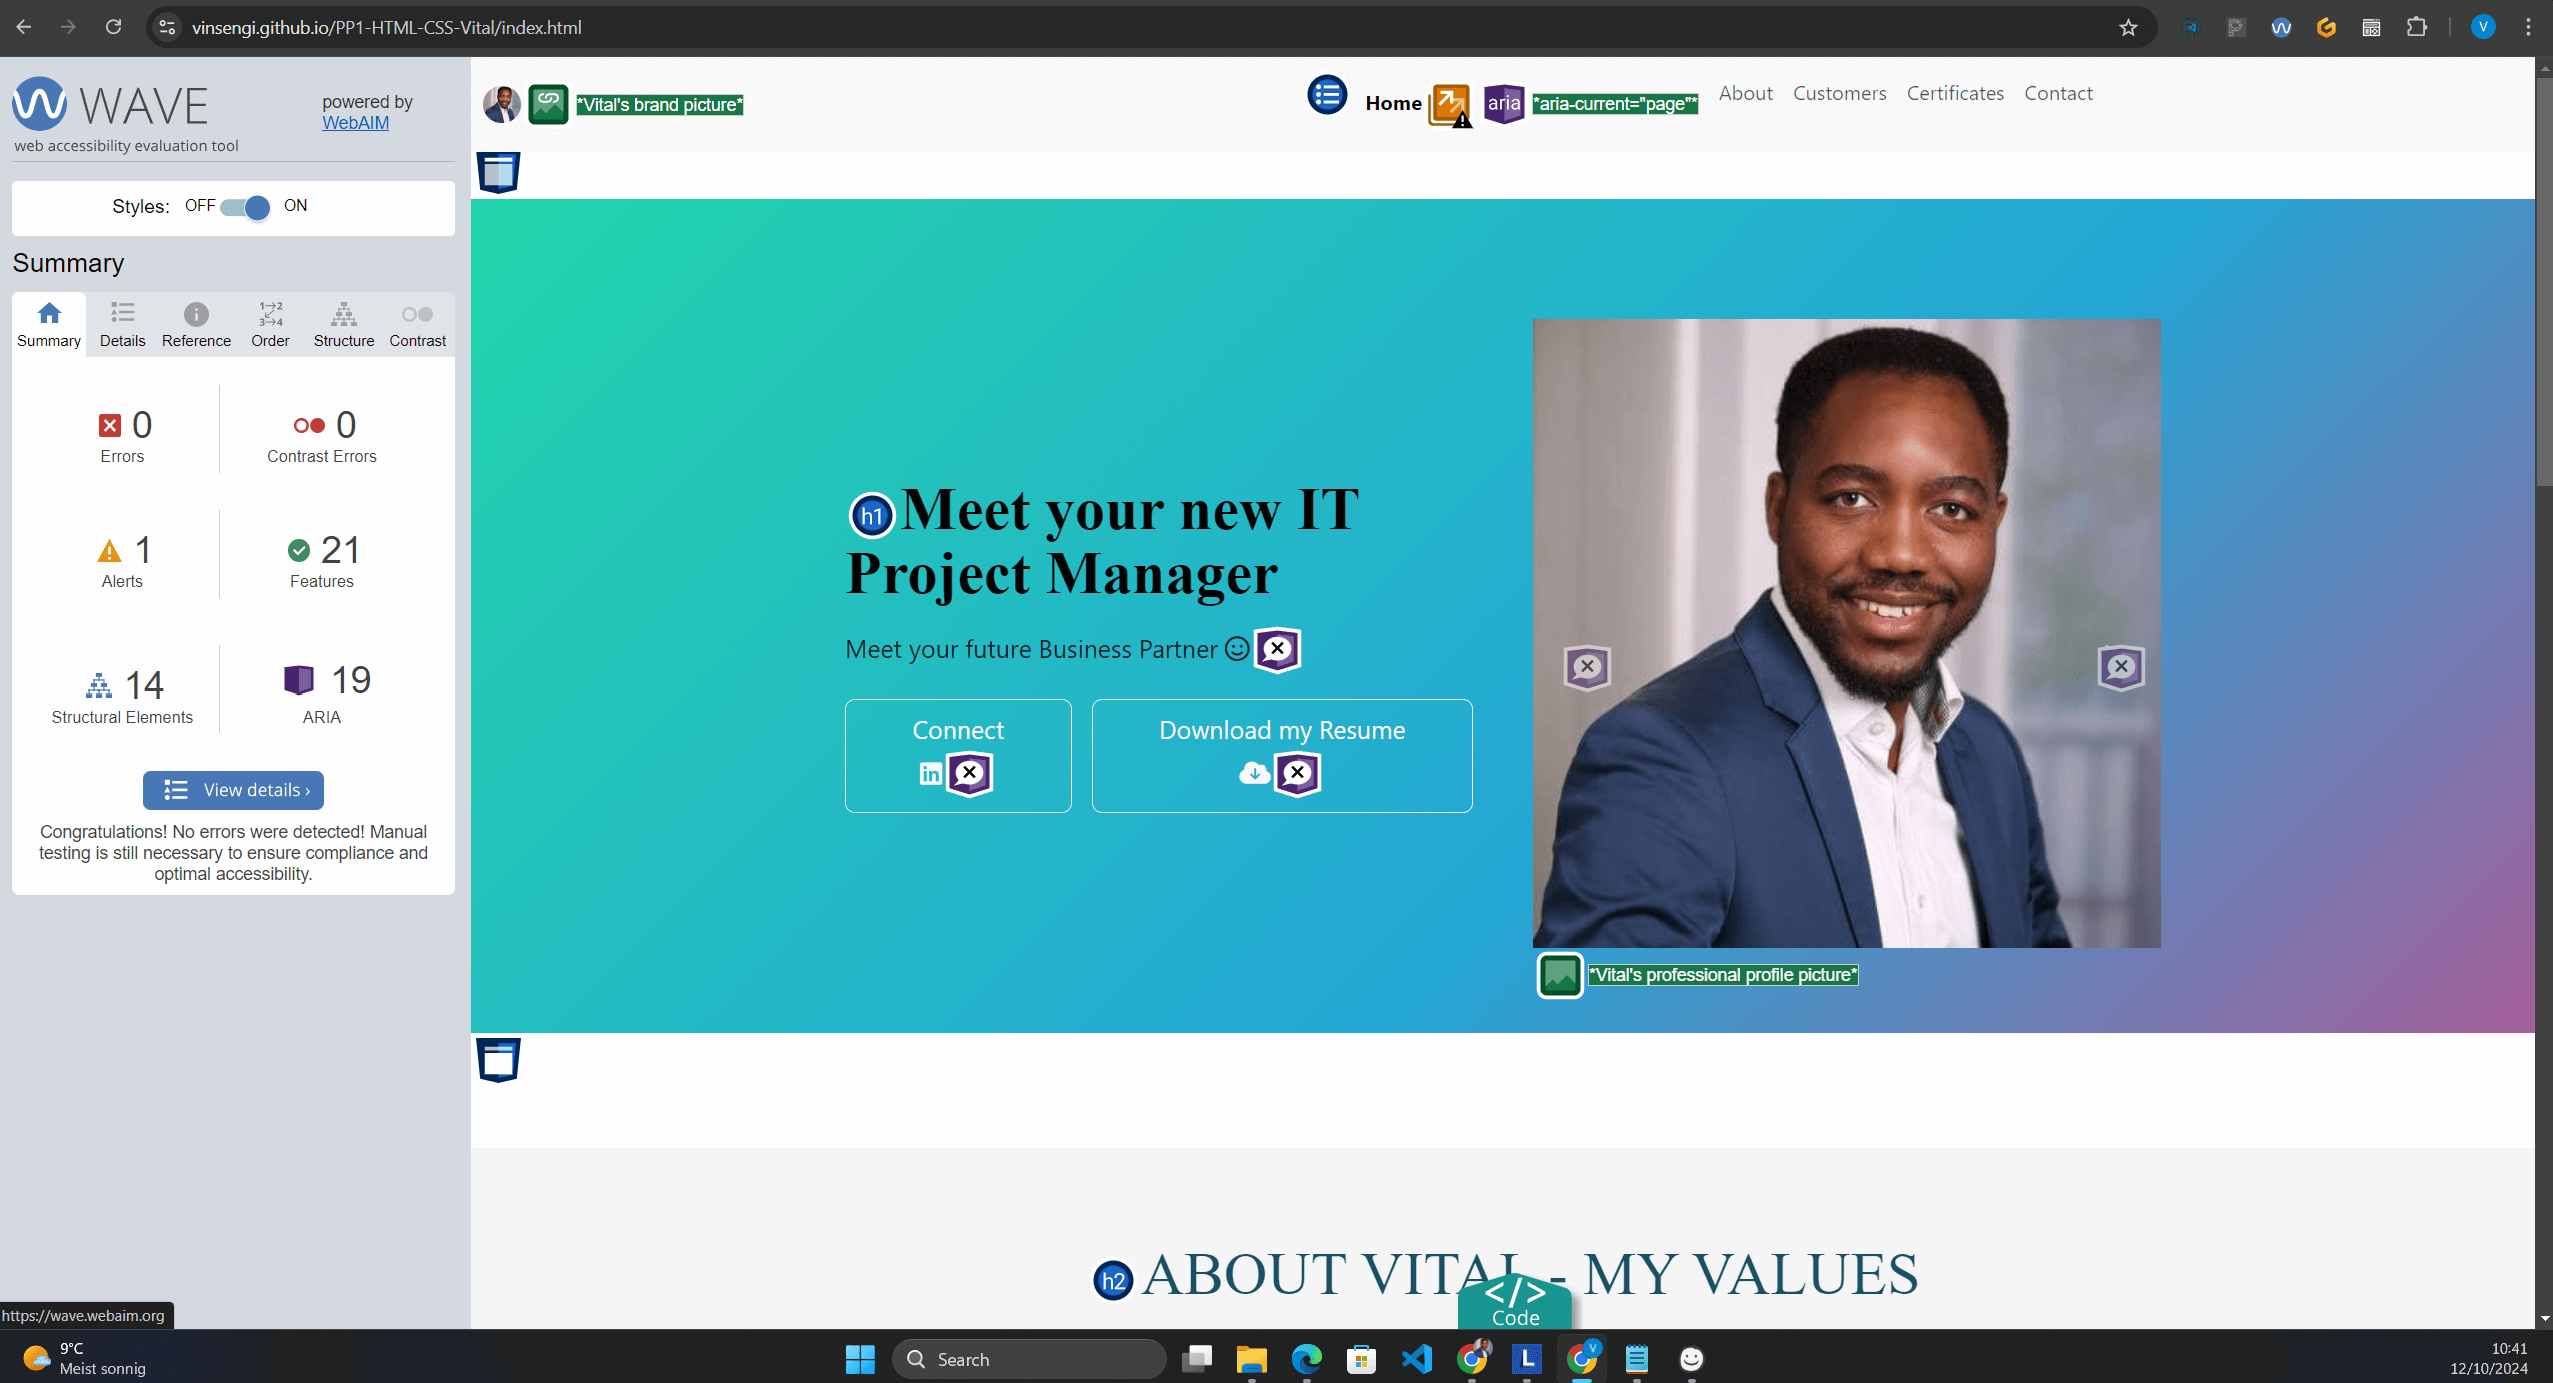 vinsengi.github.io/PP1-HTML-CSS-Vital/index.html
V
WAVE
powered by
WebAIM
web accessibility evaluation tool
Styles: OFF ON
Summary
Summary Details Reference Order Structure Contrast
0 Errors
0 Contrast Errors
1 Alerts
21 Features
14 Structural Elements
19 ARIA
View details ›
Congratulations! No errors were detected! Manual
testing is still necessary to ensure compliance and
optimal accessibility.
https://wave.webaim.org
*Vital's brand picture*
Home aria *aria-current="page"* About Customers Certificates Contact
h1 Meet your new IT
Project Manager
Meet your future Business Partner
Connect
in
Download my Resume
*Vital's professional profile picture*
h2 ABOUT VITAL - MY VALUES
</>
Code
9°C
Meist sonnig
Search
L
V
10:41
12/10/2024